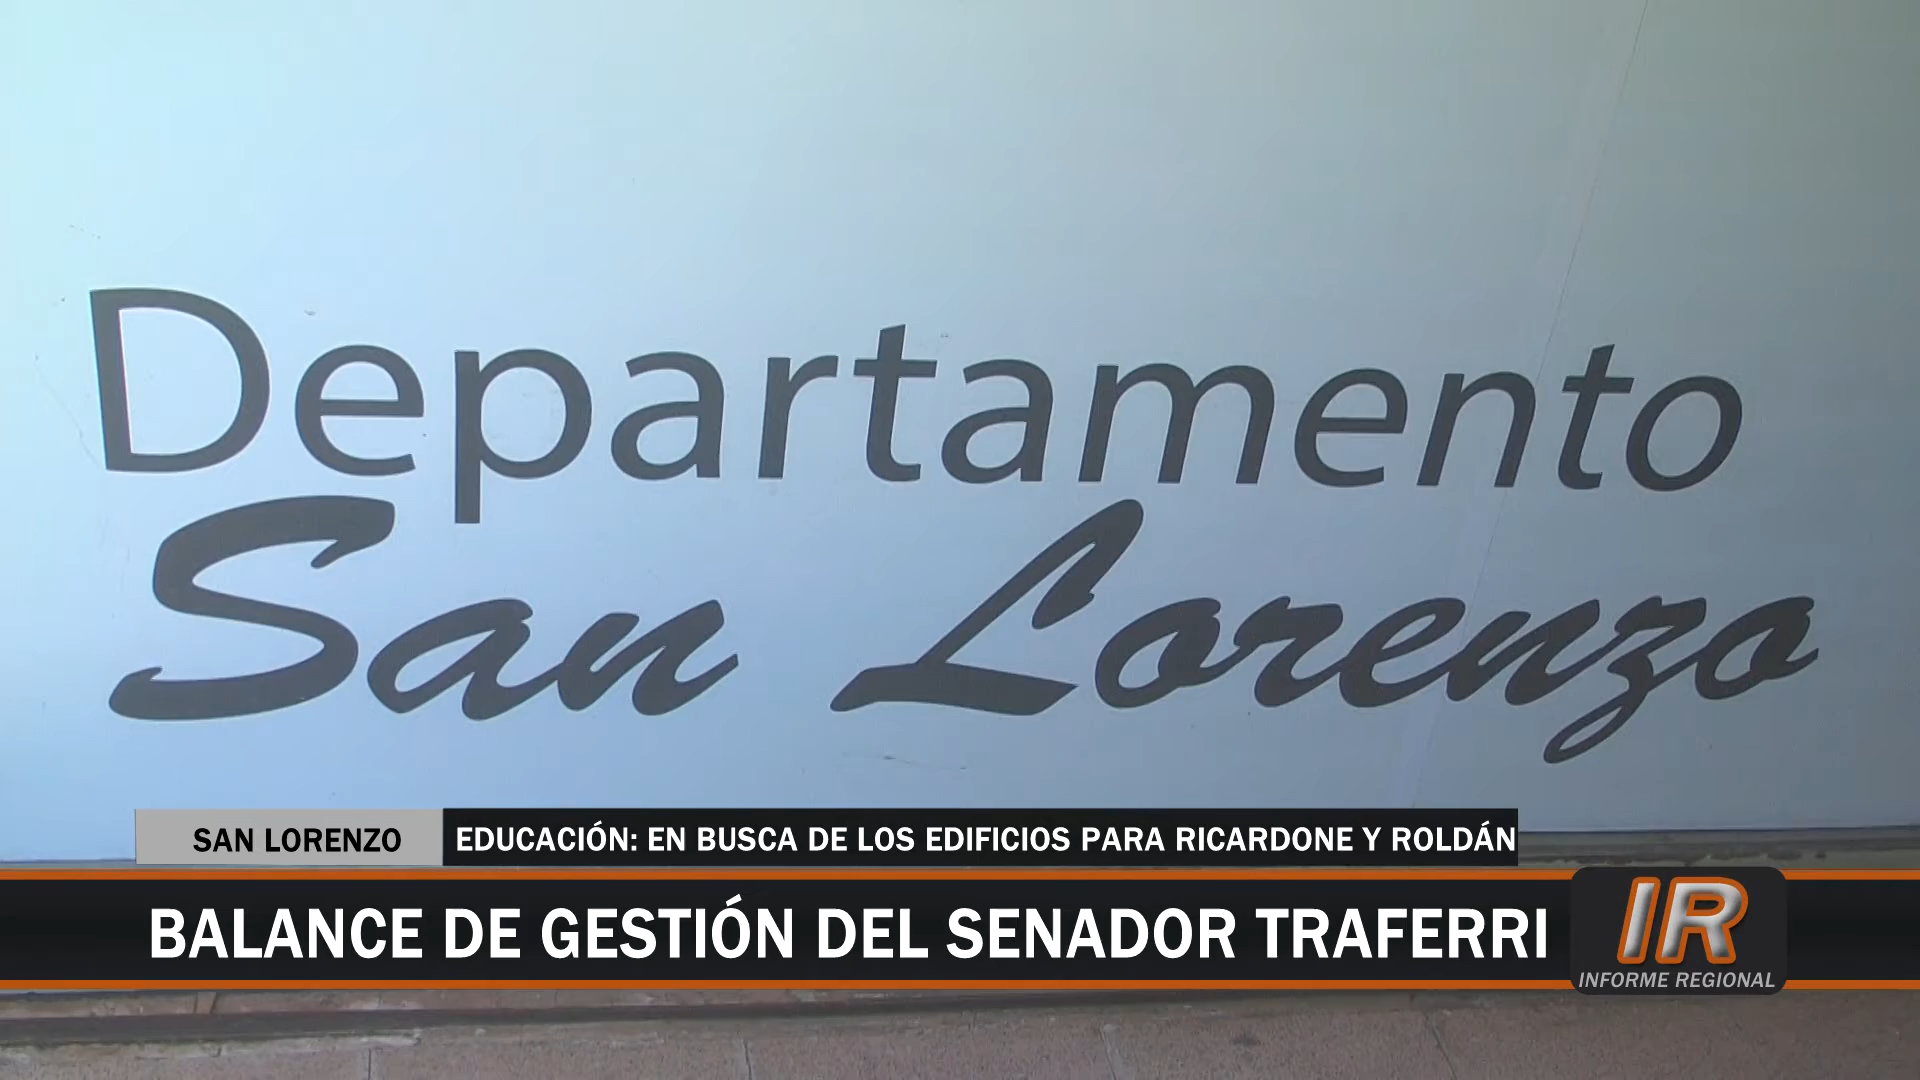 Departamento
San Lorenzo
SAN LORENZO
EDUCACIÓN: EN BUSCA DE LOS EDIFICIOS PARA RICARDONE Y ROLDÁN
BALANCE DE GESTIÓN DEL SENADOR TRAFERRI
IR
INFORME REGIONAL